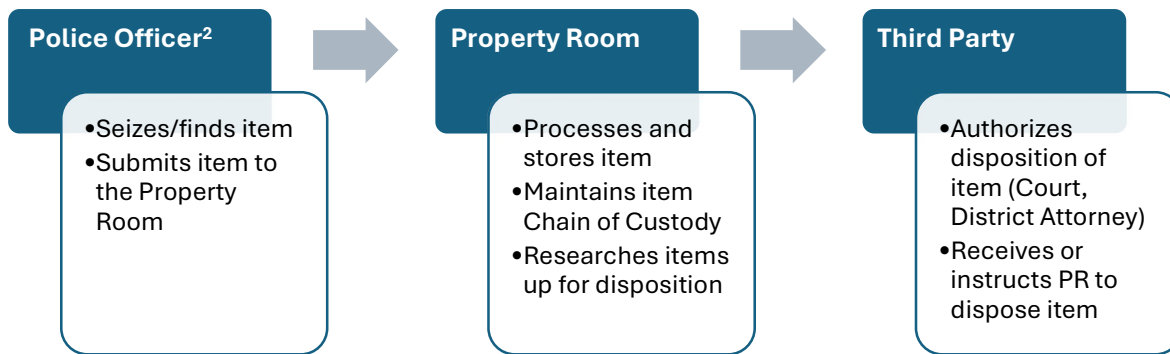 Police Officer²
•Seizes/finds item
•Submits item to
the Property
Room
Property Room
•Processes and
stores item
•Maintains item
Chain of Custody
•Researches items
up for disposition
Third Party
•Authorizes
disposition of
item (Court,
District Attorney)
•Receives or
instructs PR to
dispose item